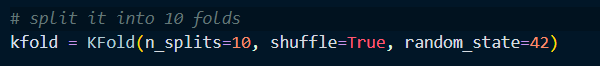 # split it into 10 folds
kfold = KFold(n_splits=10, shuffle=True, random_state=42)